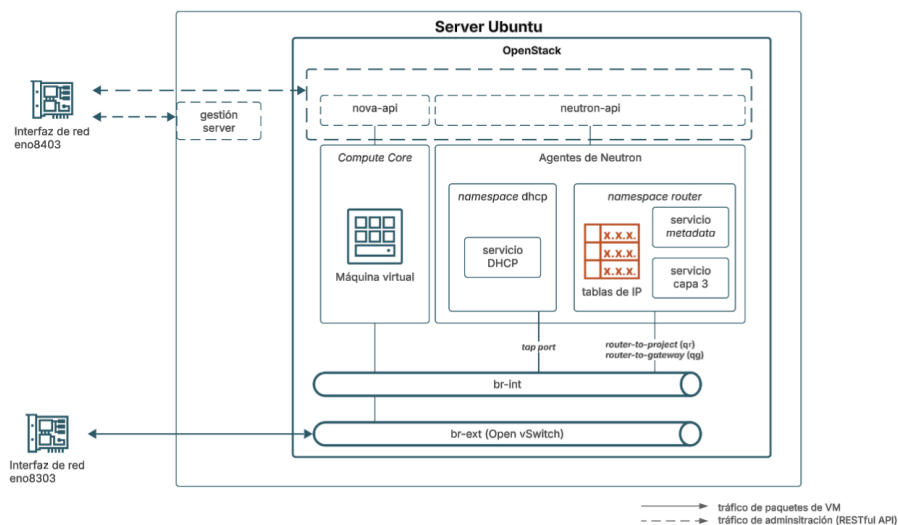 Server Ubuntu
OpenStack
nova-api
neutron-api
gestión
server
Interfaz de red
eno8403
Compute Core
Agentes de Neutron
namespace dhcp
namespace router
servicio
metadata
servicio
DHCP
x.x.x.
x.x.x.
x.x.x.
servicio
capa 3
Máquina virtual
tablas de IP
tap port
router-to-project (qr)
router-to-gateway (qg)
br-int
br-ext (Open vSwitch)
Interfaz de red
eno8303
tráfico de paquetes de VM
tráfico de adminsitración (RESTful API)